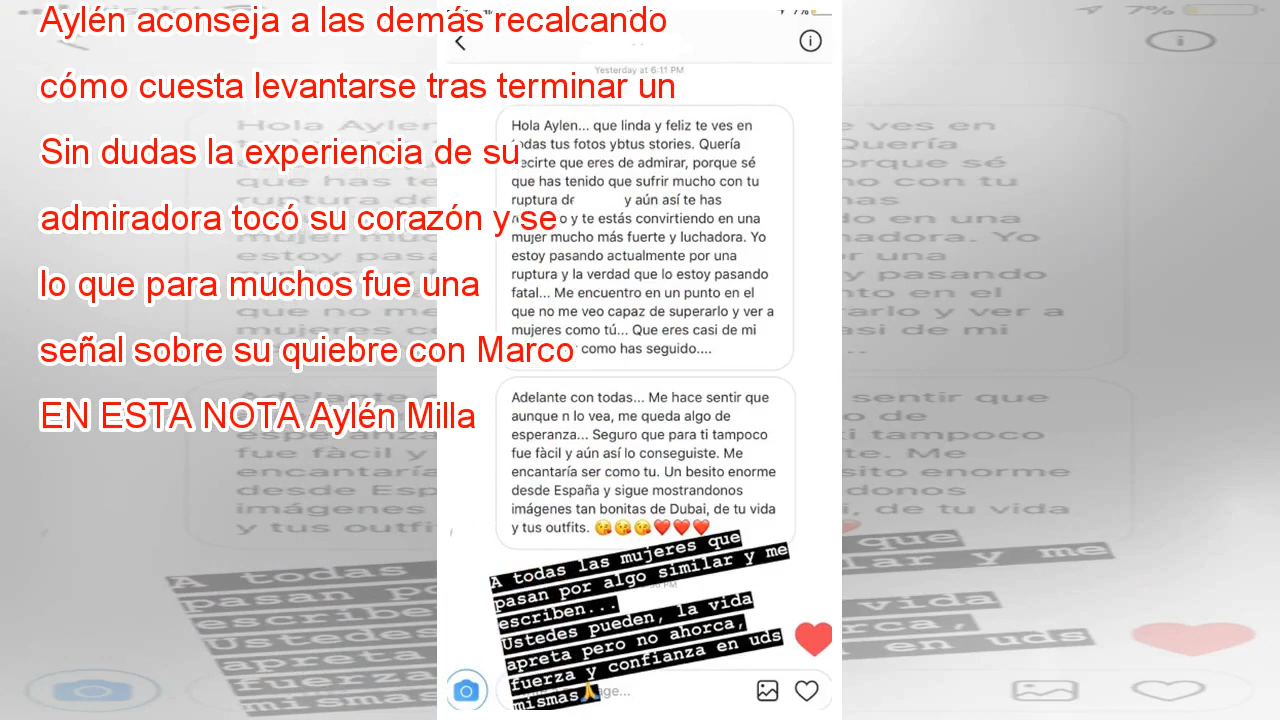 Aylén aconseja a las demás recalcando
cómo cuesta levantarse tras terminar un
Sin dudas la experiencia de su
admiradora tocó su corazón y se
lo que para muchos fue una
señal sobre su quiebre con Marco
EN ESTA NOTA Aylén Milla
7%
Yesterday at 6:11 PM
Hola Aylen... que linda y feliz te ves en
todas tus fotos ybtus stories. Quería
decirte que eres de admirar, porque sé
que has tenido que sufrir mucho con tu
ruptura de y aún así te has
y te estás convirtiendo en una
mujer mucho más fuerte y luchadora. Yo
estoy pasando actualmente por una
ruptura y la verdad que lo estoy pasando
fatal... Me encuentro en un punto en el
que no me veo capaz de superarlo y ver a
mujeres como tú... Que eres casi de mi
como has seguido....
Adelante con todas... Me hace sentir que
aunque n lo vea, me queda algo de
esperanza... Seguro que para ti tampoco
fue fàcil y aún así lo conseguiste. Me
encantaría ser como tu. Un besito enorme
desde España y sigue mostrandonos
imágenes tan bonitas de Dubai, de tu vida
y tus outfits. 😘😘😘❤️❤️❤️
A todas las mujeres que
pasan por algo similar y me
escriben...
Ustedes pueden, la vida
apreta pero no ahorca,
fuerza y confianza en uds
mismas🙏